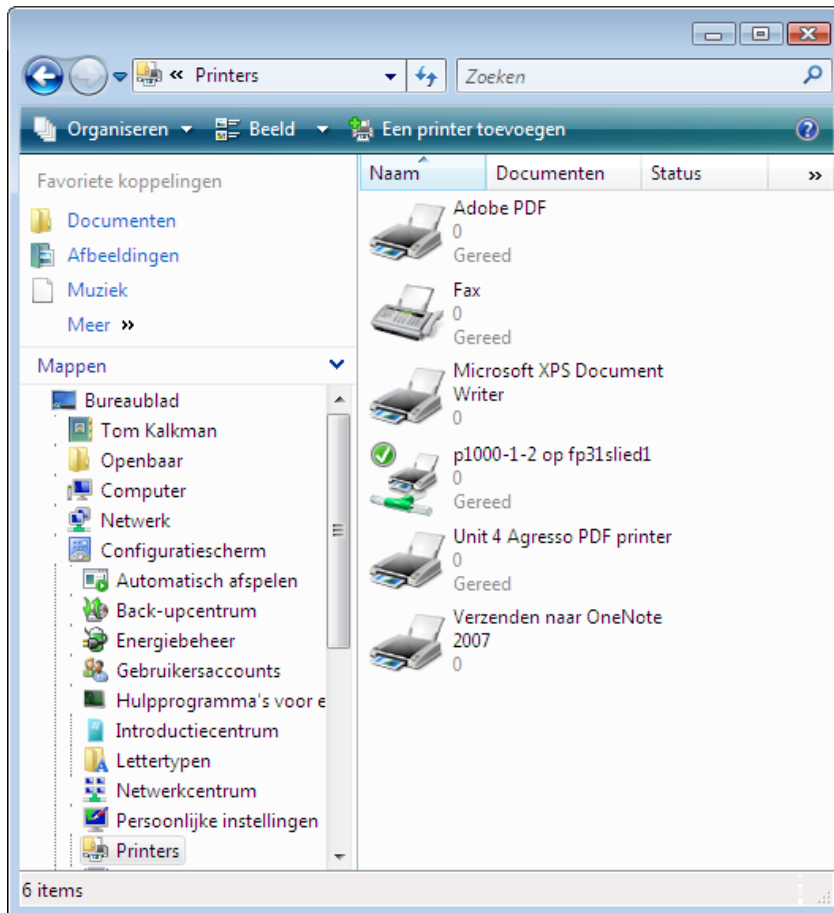 « Printers
Zoeken
Organiseren
Beeld
Een printer toevoegen
Favoriete koppelingen
Documenten
Afbeeldingen
Muziek
Meer »
Mappen
Bureaublad
Tom Kalkman
Openbaar
Computer
Netwerk
Configuratiescherm
Automatisch afspelen
Back-upcentrum
Energiebeheer
Gebruikersaccounts
Hulpprogramma's voor e
Introductiecentrum
Lettertypen
Netwerkcentrum
Persoonlijke instellingen
Printers
Naam Documenten Status »
Adobe PDF
0
Gereed
Fax
0
Gereed
Microsoft XPS Document
Writer
0
p1000-1-2 op fp31slied1
0
Gereed
Unit 4 Agresso PDF printer
0
Gereed
Verzenden naar OneNote
2007
0
6 items